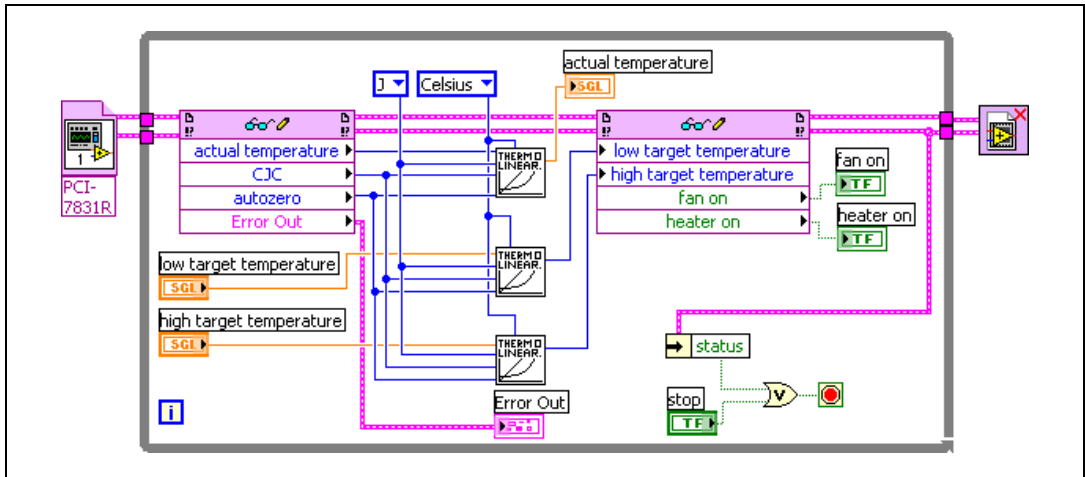 actual temperature
J
Celsius
SGL
1
PCI-
7831R
actual temperature
CJC
autozero
Error Out
THERMO
LINEAR.
low target temperature
high target temperature
fan on
heater on
fan on
TF
heater on
TF
low target temperature
SGL
THERMO
LINEAR.
high target temperature
SGL
THERMO
LINEAR.
status
Error Out
stop
TF
V
i